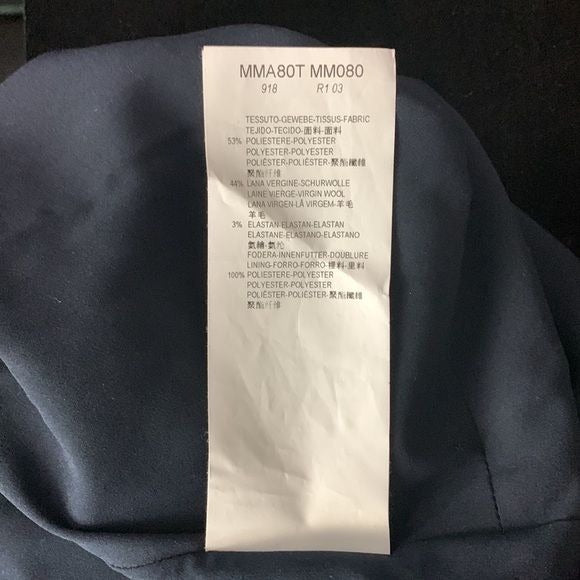 MMA80T MM080
918 R1 03
TESSUTO-GEWEBE-TISSUS-FABRIC
TEJIDO-TECIDO-面料-面料
53% POLIESTERE-POLYESTER
POLYESTER-POLYESTER
POLIÉSTER-POLIÉSTER-聚酯纖維
聚酯纤维
44% LANA VERGINE-SCHURWOLLE
LAINE VIERGE-VIRGIN WOOL
LANA VIRGEN-LÃ VIRGEM-羊毛
羊毛
3% ELASTAN-ELASTAN-ELASTAN
ELASTANE-ELASTANO-ELASTANO
氨綸-氨纶
FODERA-INNENFUTTER-DOUBLURE
LINING-FORRO-FORRO-裡料-里料
100% POLIESTERE-POLYESTER
POLYESTER-POLYESTER
POLIÉSTER-POLIÉSTER-聚酯纖維
聚酯纤维